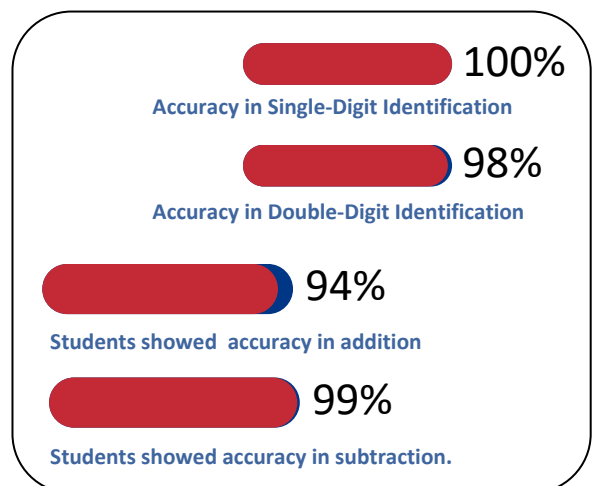 100%
Accuracy in Single-Digit Identification
98%
Accuracy in Double-Digit Identification
94%
Students showed accuracy in addition
99%
Students showed accuracy in subtraction.